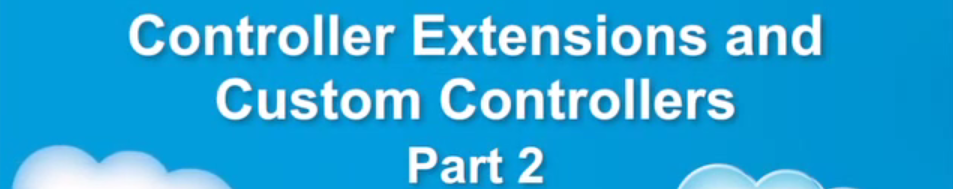 Controller Extensions and
Custom Controllers
Part 2